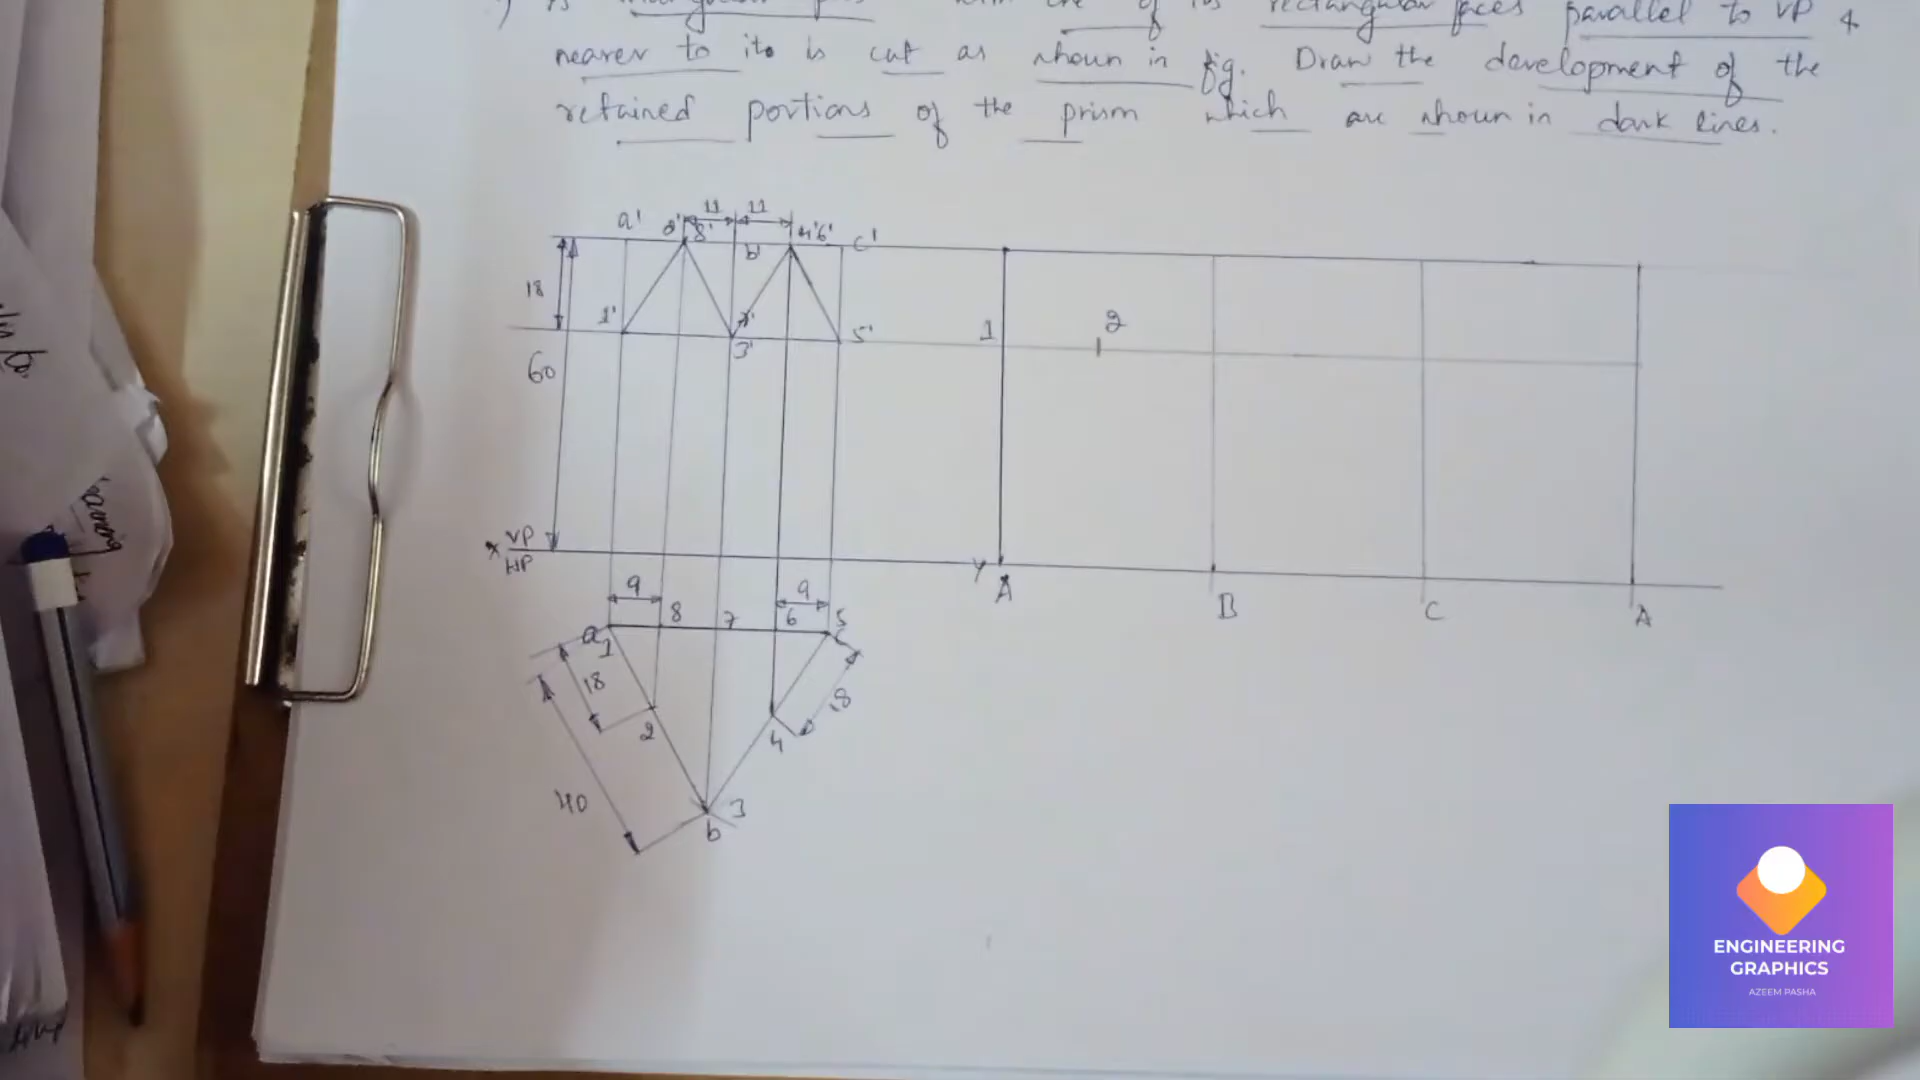 rectangular faces parallel to VP &
nearer to it. is cut as shown in fig. Draw the development of the
retained portions of the prism which are shown in dark lines.
11 11
a' 8' b' 4'6' c'
18
1' 3' 5' 1 2
60
X VP Y
HP
A B C A
9 9
8 7 6 5
a c
1
18 18
2 4
40
3
b
ENGINEERING
GRAPHICS
AZEEM PASHA